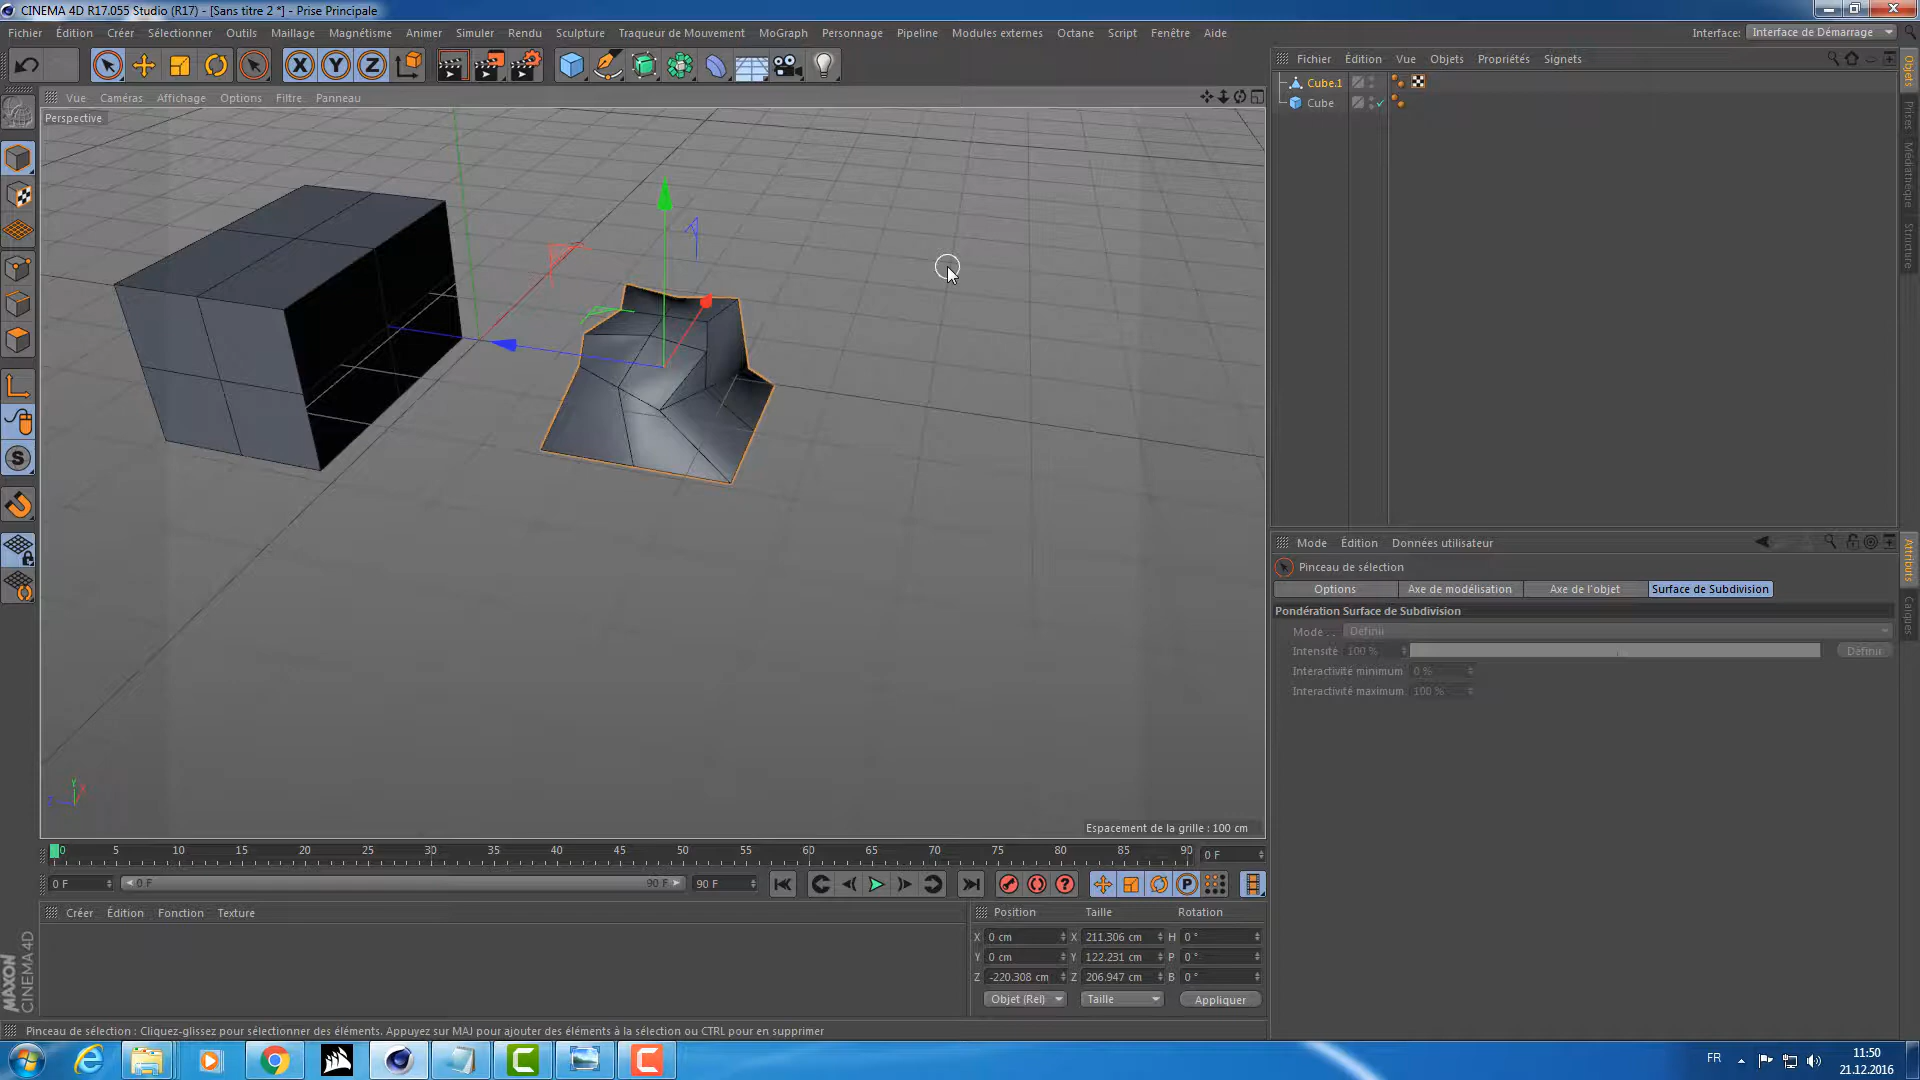 CINEMA 4D R17.055 Studio (R17) - [Sans titre 2 *] - Prise Principale
Fichier Édition Créer Sélectionner Outils Maillage Magnétisme Animer Simuler Rendu Sculpture Traqueur de Mouvement MoGraph Personnage Pipeline Modules externes Octane Script Fenêtre Aide Interface: Interface de Démarrage
Vue Caméras Affichage Options Filtre Panneau
Perspective
Espacement de la grille : 100 cm
Fichier Édition Vue Objets Propriétés Signets
Cube.1
Cube
Objets
Prises
Médiathèque
Structure
Mode Édition Données utilisateur
Pinceau de sélection
Options Axe de modélisation Axe de l'objet Surface de Subdivision
Pondération Surface de Subdivision
Mode . . Définir
Intensité 100 % Définir
Interactivité minimum 0 %
Interactivité maximum. 100 %
Attributs
Calques
0 5 10 15 20 25 30 35 40 45 50 55 60 65 70 75 80 85 90 0 F
0 F 0 F 90 F 90 F
Créer Édition Fonction Texture
Position Taille Rotation
X 0 cm X 211.306 cm H 0 °
Y 0 cm Y 122.231 cm P 0 °
Z -220.308 cm Z 206.947 cm B 0 °
Objet (Rel) Taille Appliquer
MAXON
CINEMA 4D
Pinceau de sélection : Cliquez-glissez pour sélectionner des éléments. Appuyez sur MAJ pour ajouter des éléments à la sélection ou CTRL pour en supprimer
FR
11:50
21.12.2016